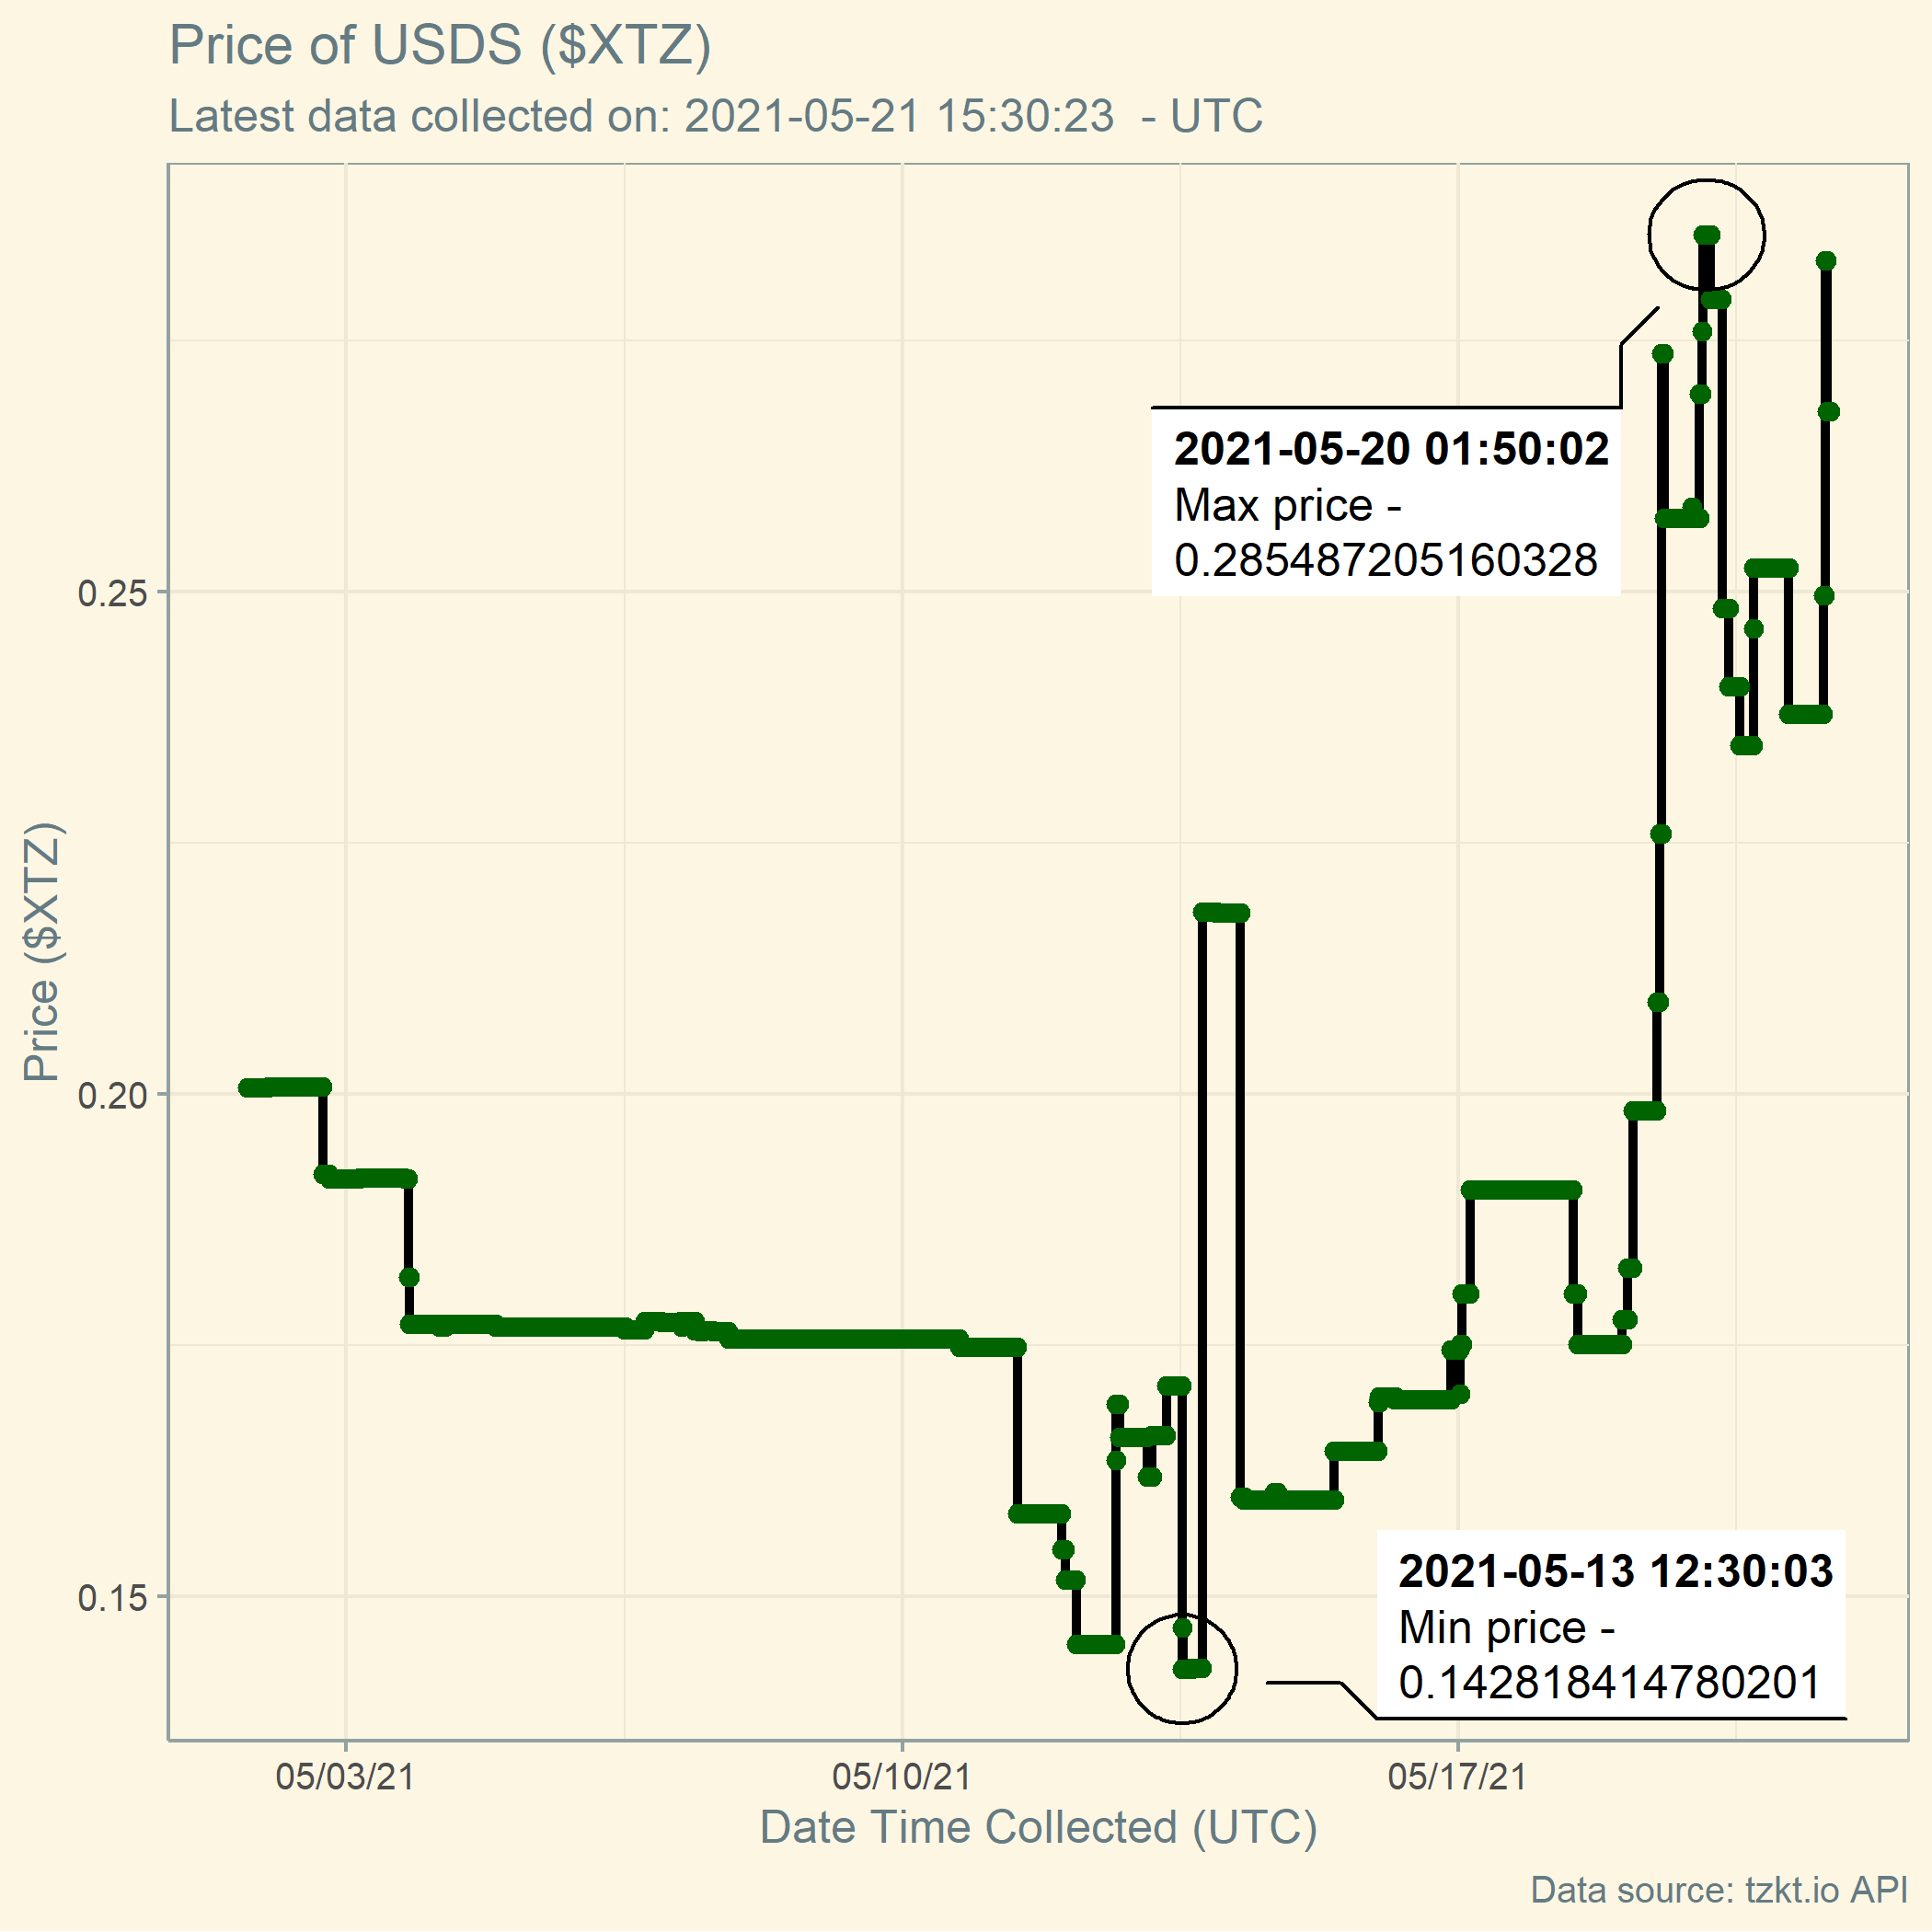 Price of USDS ($XTZ)
Latest data collected on: 2021-05-21 15:30:23  - UTC
2021-05-20 01:50:02
Max price -
0.285487205160328
0.25
Price ($XTZ)
0.20
0.15
2021-05-13 12:30:03
Min price -
0.142818414780201
05/03/21
05/10/21
05/17/21
Date Time Collected (UTC)
Data source: tzkt.io API